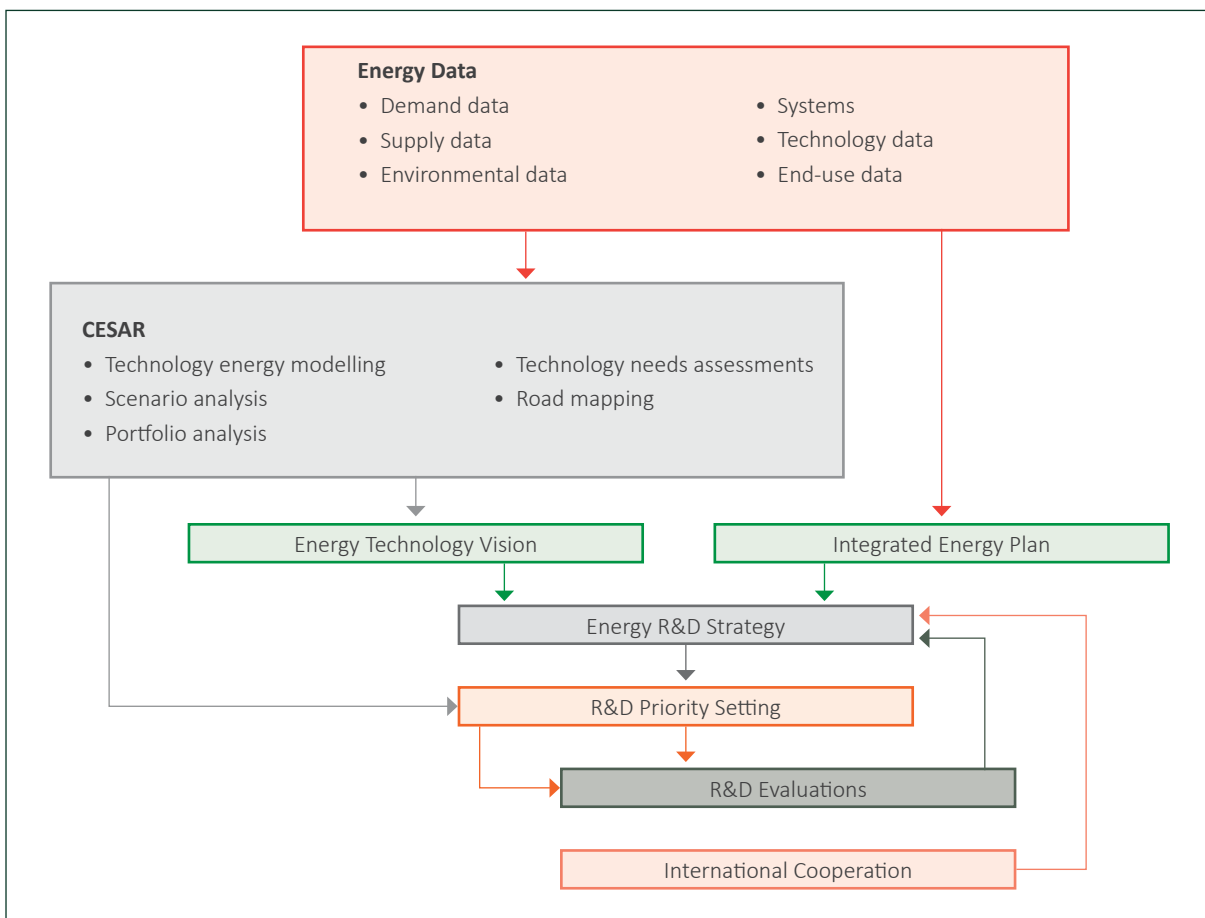 Energy Data
• Demand data
• Supply data
• Environmental data
• Systems
• Technology data
• End-use data
CESAR
• Technology energy modelling
• Scenario analysis
• Portfolio analysis
• Technology needs assessments
• Road mapping
Energy Technology Vision
Integrated Energy Plan
Energy R&D Strategy
R&D Priority Setting
R&D Evaluations
International Cooperation